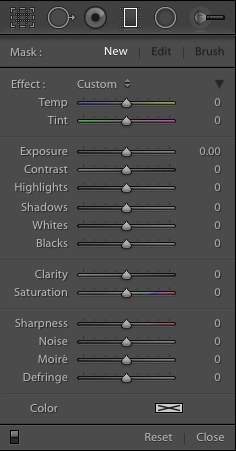 Mask : New | Edit | Brush
Effect : Custom
Temp 0
Tint 0
Exposure 0.00
Contrast 0
Highlights 0
Shadows 0
Whites 0
Blacks 0
Clarity 0
Saturation 0
Sharpness 0
Noise 0
Moiré 0
Defringe 0
Color
Reset | Close